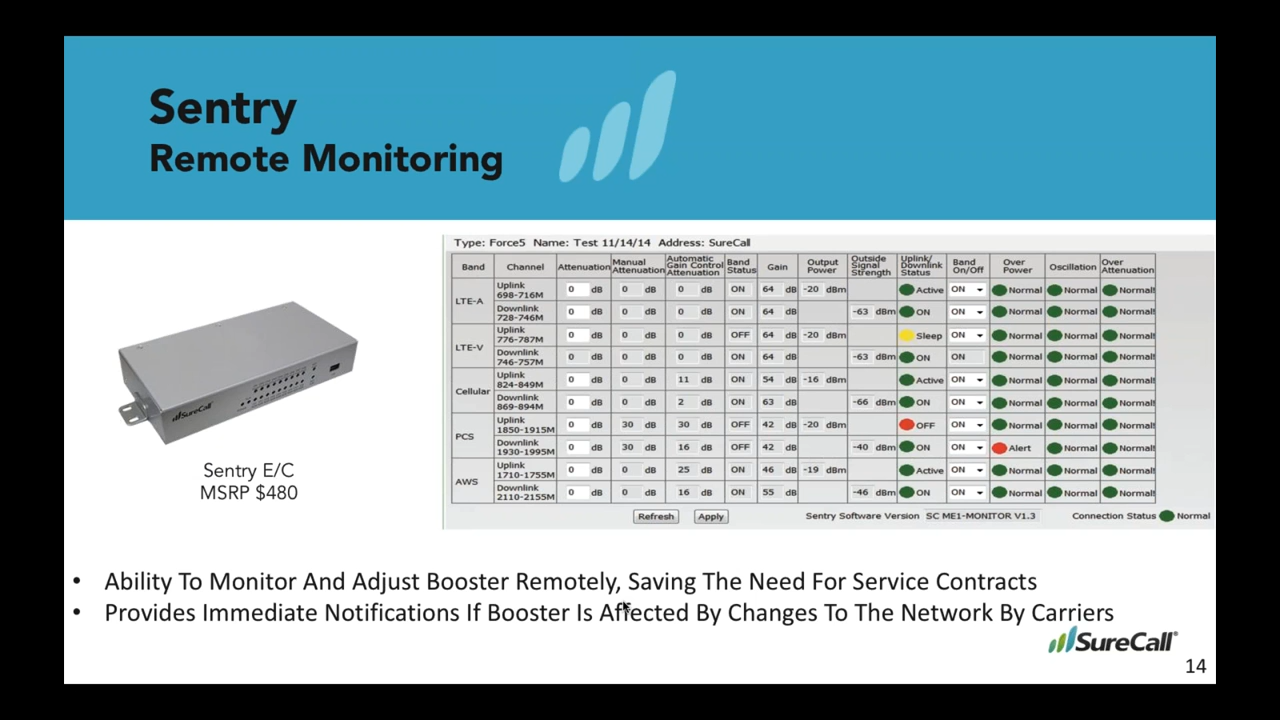 Sentry
Remote Monitoring
SureCall
Sentry E/C
MSRP $480
Type: Force5 Name: Test 11/14/14 Address: SureCall
Band Channel Attenuation Manual Attenuation Automatic Gain Control Attenuation Band Status Gain Output Power Outside Signal Strength Uplink/Downlink Status Band On/Off Over Power Oscillation Over Attenuation
LTE-A
Uplink 698-716M 0 dB 0 dB 0 dB ON 64 dB -20 dBm Active ON Normal Normal Normal
Downlink 728-746M 0 dB 0 dB 0 dB ON 64 dB -63 dBm ON ON Normal Normal Normal
LTE-V
Uplink 776-787M 0 dB 0 dB 0 dB OFF 64 dB -20 dBm Sleep ON Normal Normal Normal
Downlink 746-757M 0 dB 0 dB 0 dB ON 64 dB -63 dBm ON ON Normal Normal Normal
Cellular
Uplink 824-849M 0 dB 0 dB 11 dB ON 54 dB -16 dBm Active ON Normal Normal Normal
Downlink 869-894M 0 dB 0 dB 2 dB ON 63 dB -66 dBm ON ON Normal Normal Normal
PCS
Uplink 1850-1915M 0 dB 30 dB 30 dB OFF 42 dB -20 dBm OFF ON Normal Normal Normal
Downlink 1930-1995M 0 dB 30 dB 16 dB OFF 42 dB -40 dBm ON ON Alert Normal Normal
AWS
Uplink 1710-1755M 0 dB 0 dB 25 dB ON 46 dB -19 dBm Active ON Normal Normal Normal
Downlink 2110-2155M 0 dB 0 dB 16 dB ON 55 dB -46 dBm ON ON Normal Normal Normal
Refresh Apply Sentry Software Version SC ME1-MONITOR V1.3 Connection Status Normal
• Ability To Monitor And Adjust Booster Remotely, Saving The Need For Service Contracts
• Provides Immediate Notifications If Booster Is Affected By Changes To The Network By Carriers
SureCall
14